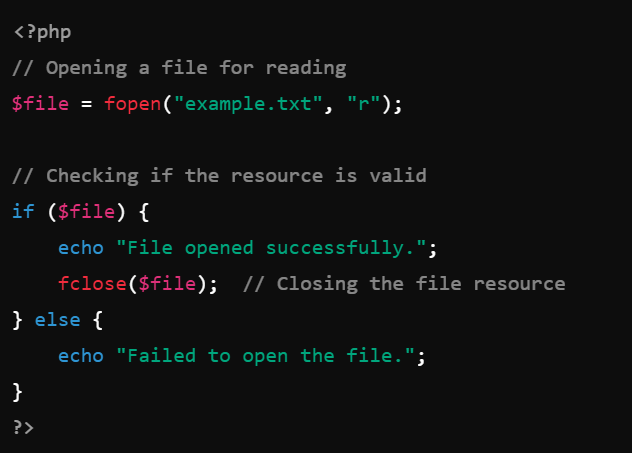 <?php
// Opening a file for reading
$file = fopen("example.txt", "r");
// Checking if the resource is valid
if ($file) {
    echo "File opened successfully.";
    fclose($file);  // Closing the file resource
} else {
    echo "Failed to open the file.";
}
?>